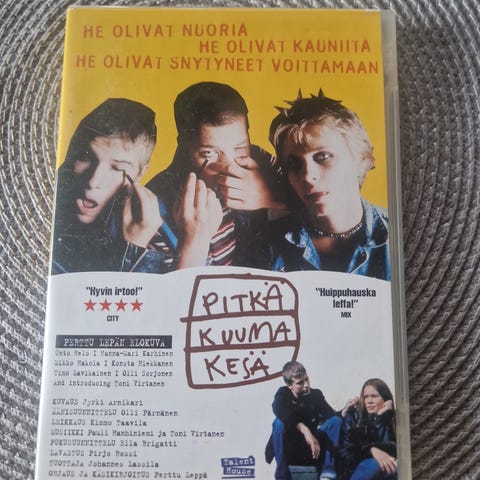 HE OLIVAT NUORIA
HE OLIVAT KAUNIITA
HE OLIVAT SNYTYNEET VOITTAMAAN
"Hyvin irtoo!"
★★★★
CITY
PITKÄ
KUUMA
KESÄ
"Huippuhauska
leffa!"
MIX
PERTTU LEPÄN ELOKUVA
Unto Helo I Hanna-Mari Karhinen
Mikko Hakola I Konsta Hiekkanen
Timo Lavikainen I Olli Sorjonen
And introducing Toni Virtanen
KUVAUS Jyrki Arnikari
ÄÄNISUUNNITTELU Olli Pärnänen
LEIKKAUS Kimmo Taavila
MUSIIKKI Pauli Hanhiniemi ja Toni Virtanen
PUKUSUUNNITTELU Ella Brigatti
LAVASTUS Pirjo Rossi
TUOTTAJA Johannes Lassila
OHJAUS JA KÄSIKIRJOITUS Perttu Leppä
Talent
House